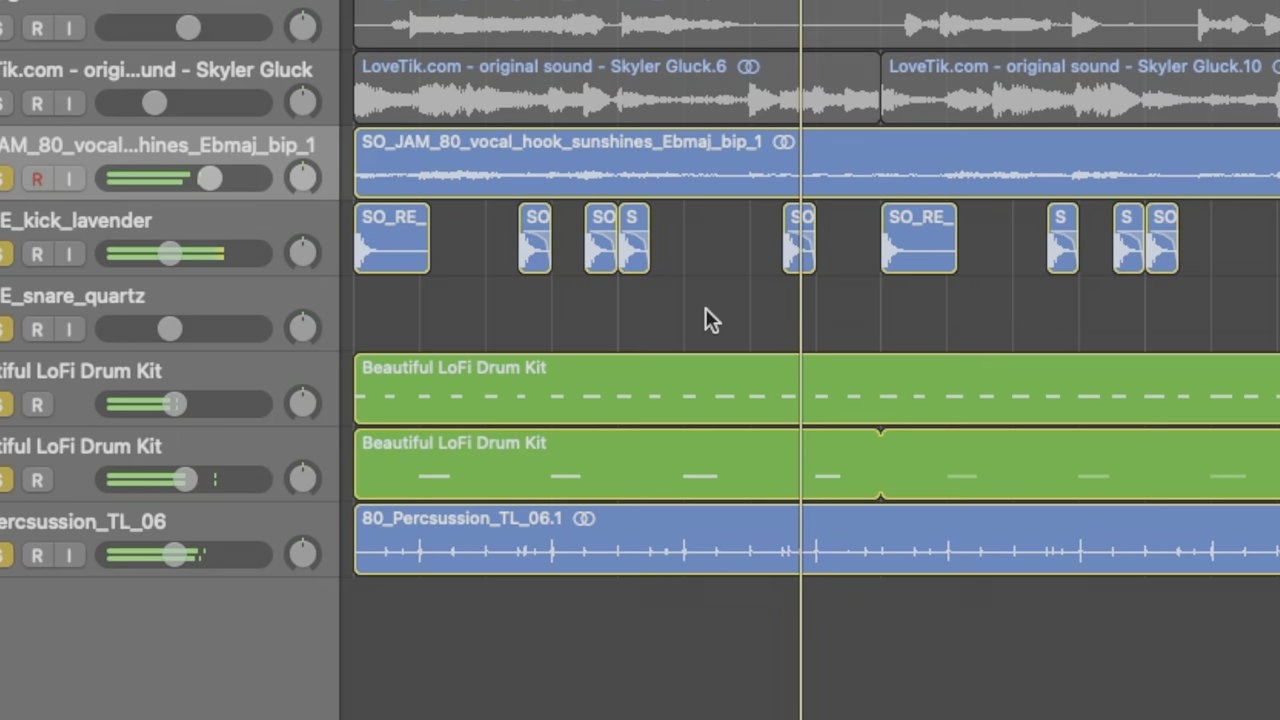 R I
Tik.com - origi...und - Skyler Gluck
LoveTik.com - original sound - Skyler Gluck.6
LoveTik.com - original sound - Skyler Gluck.10
R I
AM_80_vocal...hines_Ebmaj_bip_1
SO_JAM_80_vocal_hook_sunshines_Ebmaj_bip_1
S R I
E_kick_lavender
SO_RE_ SO SO S SO SO_RE_ S S SO
S R I
E_snare_quartz
S R I
tiful LoFi Drum Kit
Beautiful LoFi Drum Kit
S R
tiful LoFi Drum Kit
Beautiful LoFi Drum Kit
S R
ercsussion_TL_06
80_Percsussion_TL_06.1
S R I